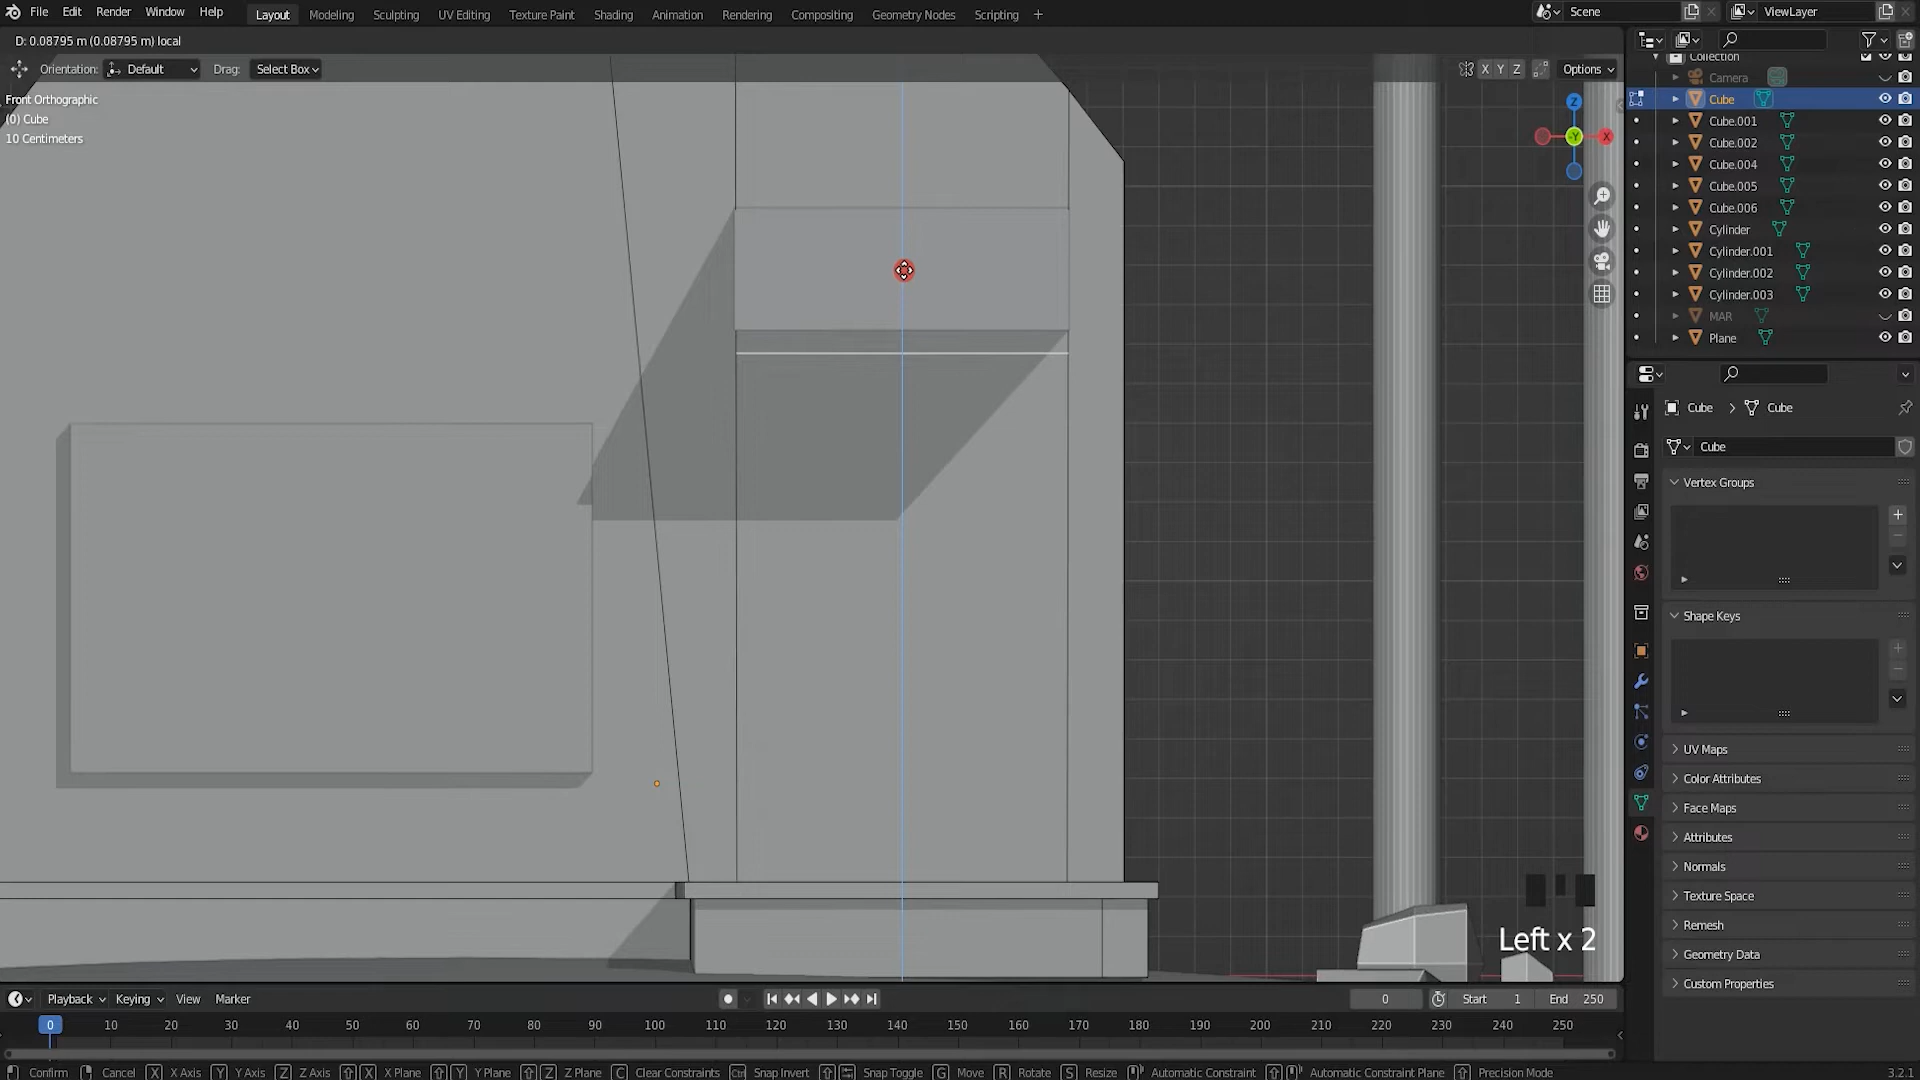 File Edit Render Window Help Layout Modeling Sculpting UV Editing Texture Paint Shading Animation Rendering Compositing Geometry Nodes Scripting + Scene ViewLayer
D: 0.08795 m (0.08795 m) local
Orientation: Default Drag: Select Box X Y Z Options
Front Orthographic
(0) Cube
10 Centimeters
Z
Y
X
Collection
Camera
Cube
Cube.001
Cube.002
Cube.004
Cube.005
Cube.006
Cylinder
Cylinder.001
Cylinder.002
Cylinder.003
MAR
Plane
Cube > Cube
Cube
Vertex Groups
Shape Keys
UV Maps
Color Attributes
Face Maps
Attributes
Normals
Texture Space
Remesh
Geometry Data
Custom Properties
Left x 2
Playback Keying View Marker 0 Start 1 End 250
0 10 20 30 40 50 60 70 80 90 100 110 120 130 140 150 160 170 180 190 200 210 220 230 240 250
Confirm Cancel X X Axis Y Y Axis Z Z Axis X X Plane Y Y Plane Z Z Plane C Clear Constraints Ctrl Snap Invert Snap Toggle G Move R Rotate S Resize Automatic Constraint Automatic Constraint Plane Precision Mode 3.2.1